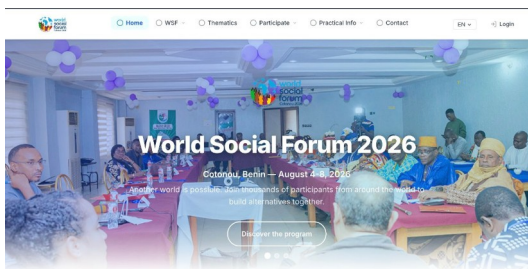 world
social
forum
Home
WSF
Thematics
Participate
Practical Info
Contact
EN
Login
world
social
forum
World Social Forum 2026
Cotonou, Benin — August 4-8, 2026
Another world is possible. Join thousands of participants from around the world to
build alternatives together.
Discover the program